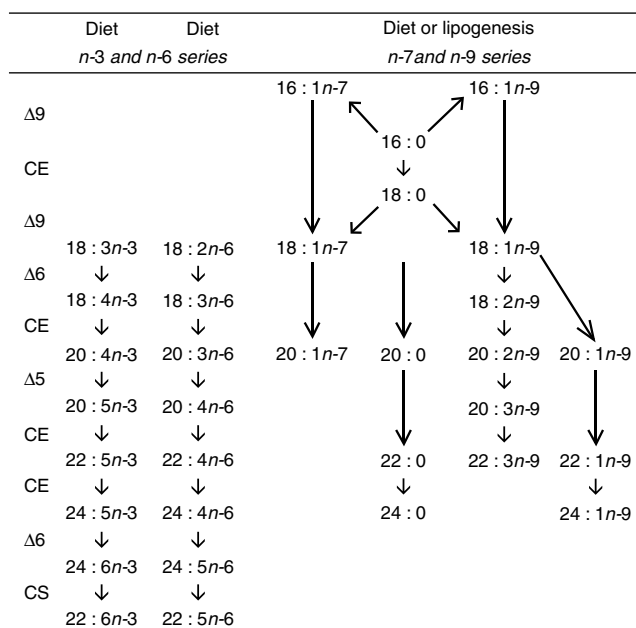 Diet Diet Diet or lipogenesis
n-3 and n-6 series n-7and n-9 series
16 : 1n-7 16 : 1n-9
Δ9
16 : 0
CE
18 : 0
Δ9
18 : 3n-3 18 : 2n-6 18 : 1n-7 18 : 1n-9
Δ6
18 : 4n-3 18 : 3n-6 18 : 2n-9
CE
20 : 4n-3 20 : 3n-6 20 : 1n-7 20 : 0 20 : 2n-9 20 : 1n-9
Δ5
20 : 5n-3 20 : 4n-6 20 : 3n-9
CE
22 : 5n-3 22 : 4n-6 22 : 0 22 : 3n-9 22 : 1n-9
CE
24 : 5n-3 24 : 4n-6 24 : 0 24 : 1n-9
Δ6
24 : 6n-3 24 : 5n-6
CS
22 : 6n-3 22 : 5n-6